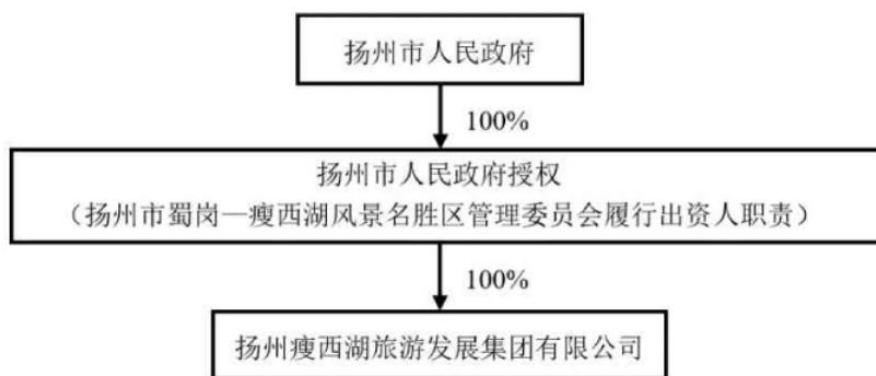 扬州市人民政府
100%
扬州市人民政府授权
（扬州市蜀岗—瘦西湖风景名胜区管理委员会履行出资人职责）
100%
扬州瘦西湖旅游发展集团有限公司